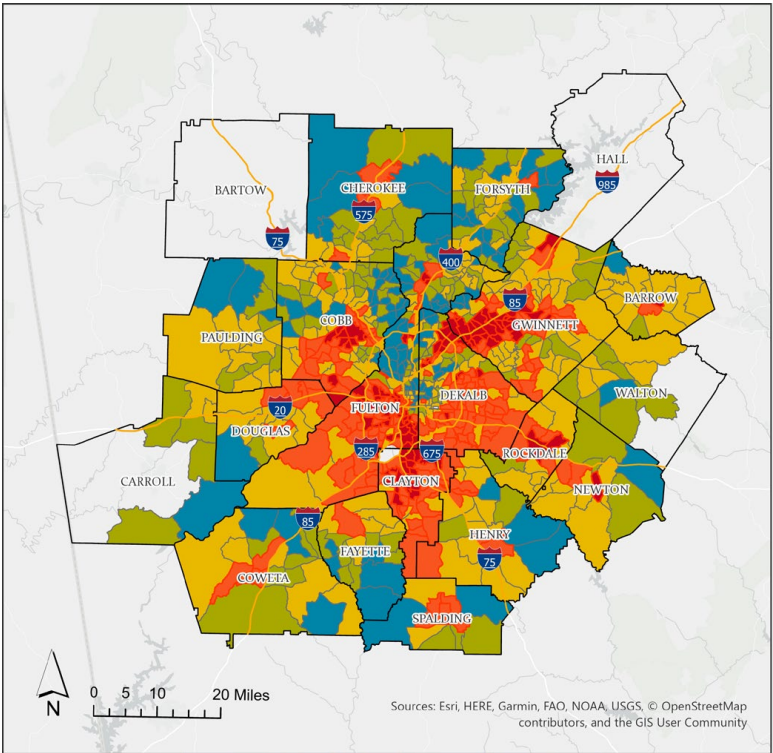 HALL
985
BARTOW
CHEROKEE
FORSYTH
575
75
400
85
BARROW
COBB
GWINNETT
PAULDING
WALTON
DEKALB
FULTON
20
DOUGLAS
285
675
ROCKDALE
CARROLL
CLAYTON
NEWTON
85
HENRY
FAYETTE
75
COWETA
SPALDING
N
0 5 10 20 Miles
Sources: Esri, HERE, Garmin, FAO, NOAA, USGS, © OpenStreetMap
contributors, and the GIS User Community